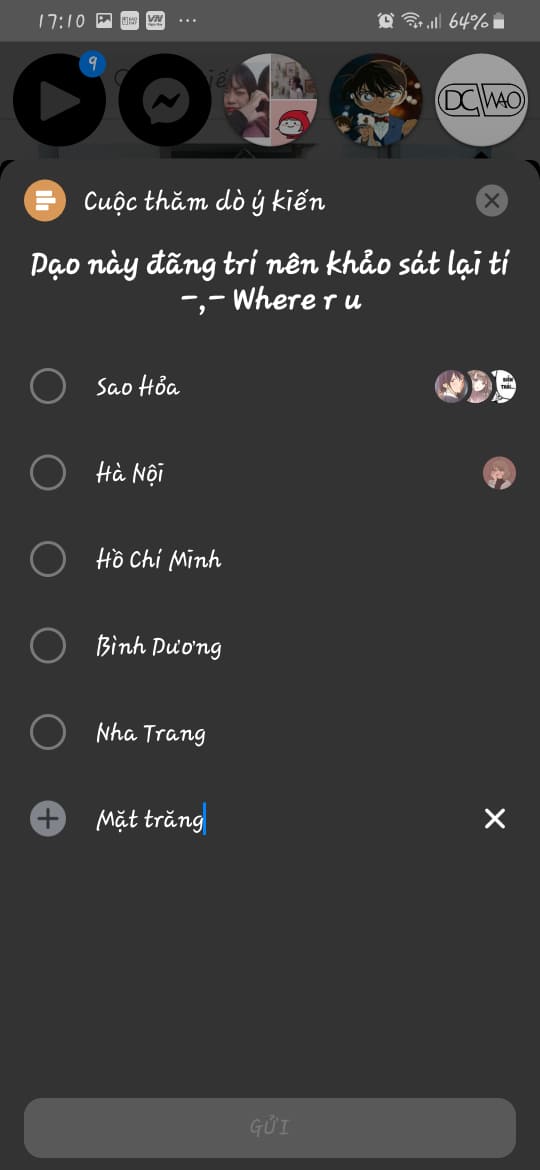 17:10
64%
9
DC WAO
Cuộc thăm dò ý kiến
Dạo này đãng trí nên khảo sát lại tí
-,- Where r u
Sao Hỏa
Hà Nội
Hồ Chí Minh
Bình Dương
Nha Trang
Mặt trăng
GỬI